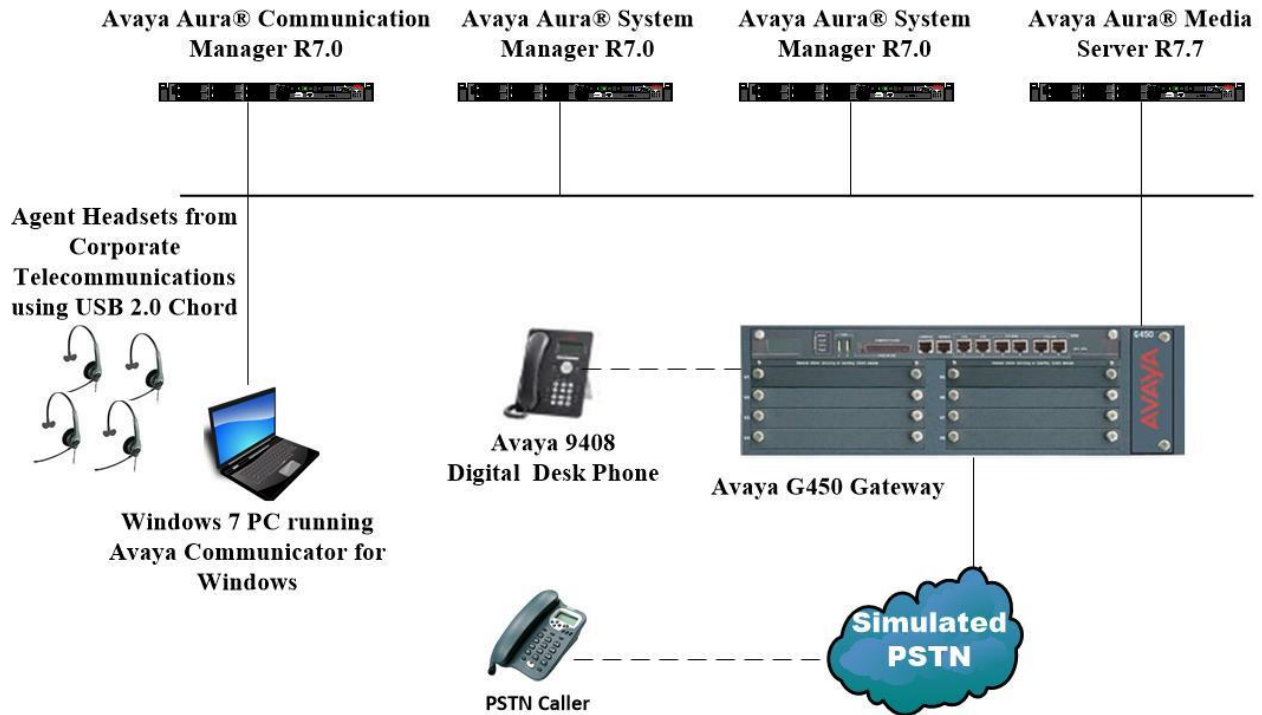 Avaya Aura® Communication
Manager R7.0
Avaya Aura® System
Manager R7.0
Avaya Aura® System
Manager R7.0
Avaya Aura® Media
Server R7.7
Agent Headsets from
Corporate
Telecommunications
using USB 2.0 Chord
Windows 7 PC running
Avaya Communicator for
Windows
Avaya 9408
Digital Desk Phone
G450
AVAYA
Avaya G450 Gateway
Simulated
PSTN
PSTN Caller